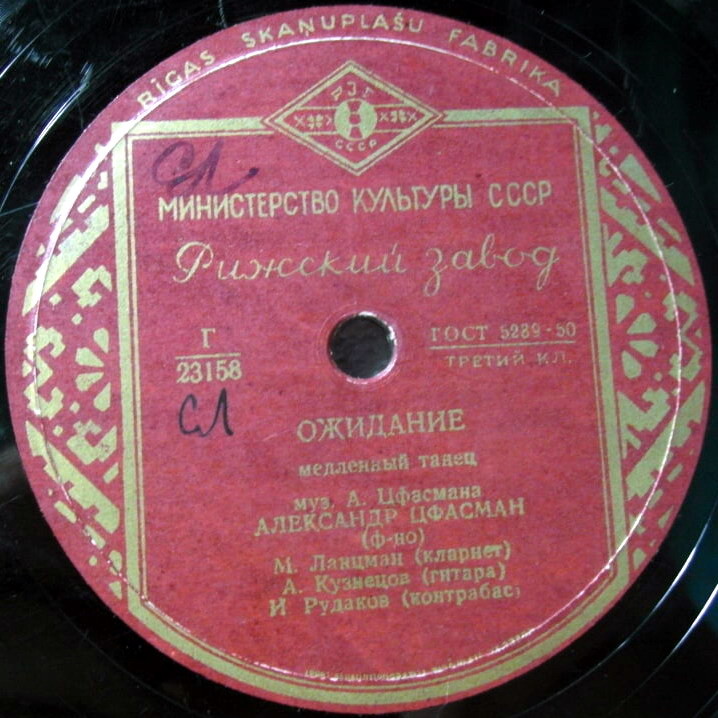 RĪGAS SKAŅUPLAŠU FABRIKA
РЗГ
СССР
СЛ
МИНИСТЕРСТВО КУЛЬТУРЫ СССР
Рижский завод
Г
23158
ГОСТ 5289-50
ТРЕТИЙ КЛ.
СЛ
ОЖИДАНИЕ
медленный танец
муз. А. Цфасмана
АЛЕКСАНДР ЦФАСМАН
(ф-но)
М. Ланцман (кларнет)
А. Кузнецов (гитара)
И Рудаков (контрабас)